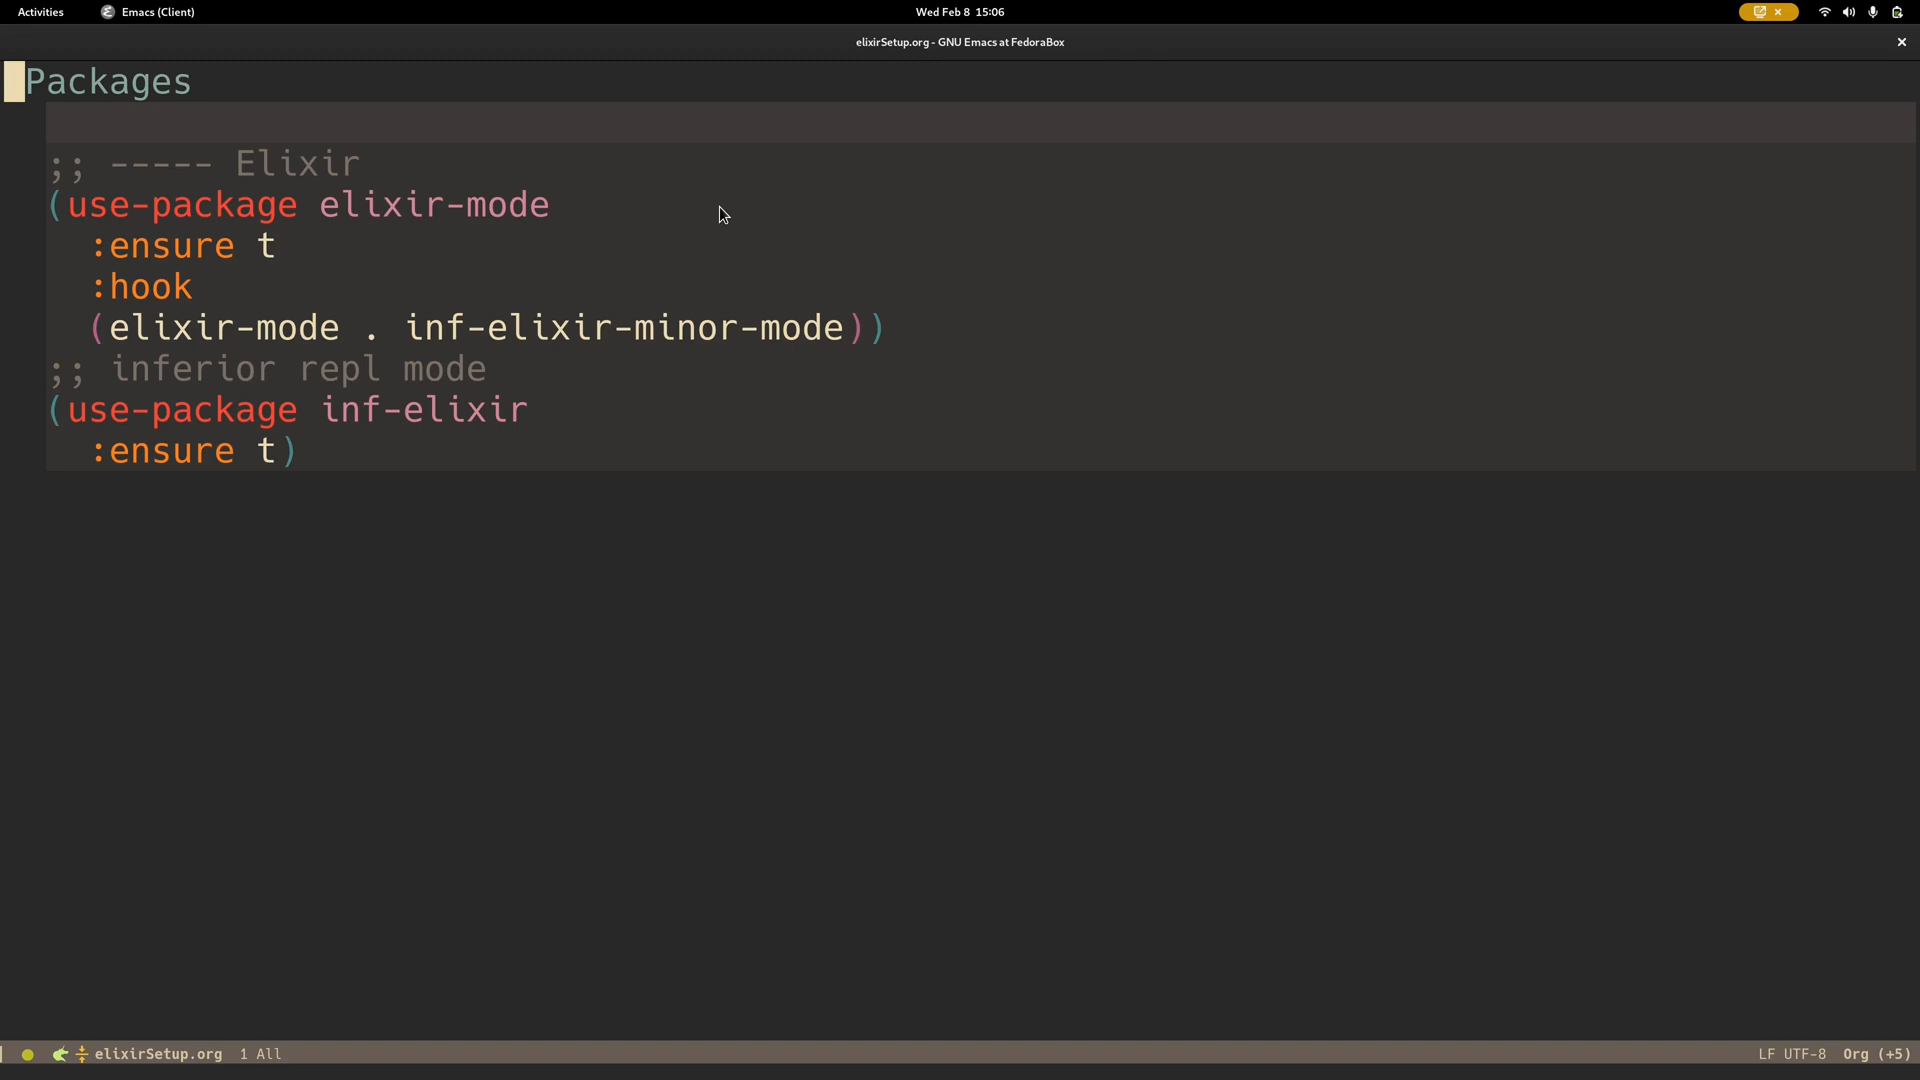 Activities
Emacs (Client)
Wed Feb 8 15:06
elixirSetup.org - GNU Emacs at FedoraBox
Packages
;; ----- Elixir
(use-package elixir-mode
  :ensure t
  :hook
  (elixir-mode . inf-elixir-minor-mode))
;; inferior repl mode
(use-package inf-elixir
  :ensure t)
elixirSetup.org 1 All
LF UTF-8 Org (+5)